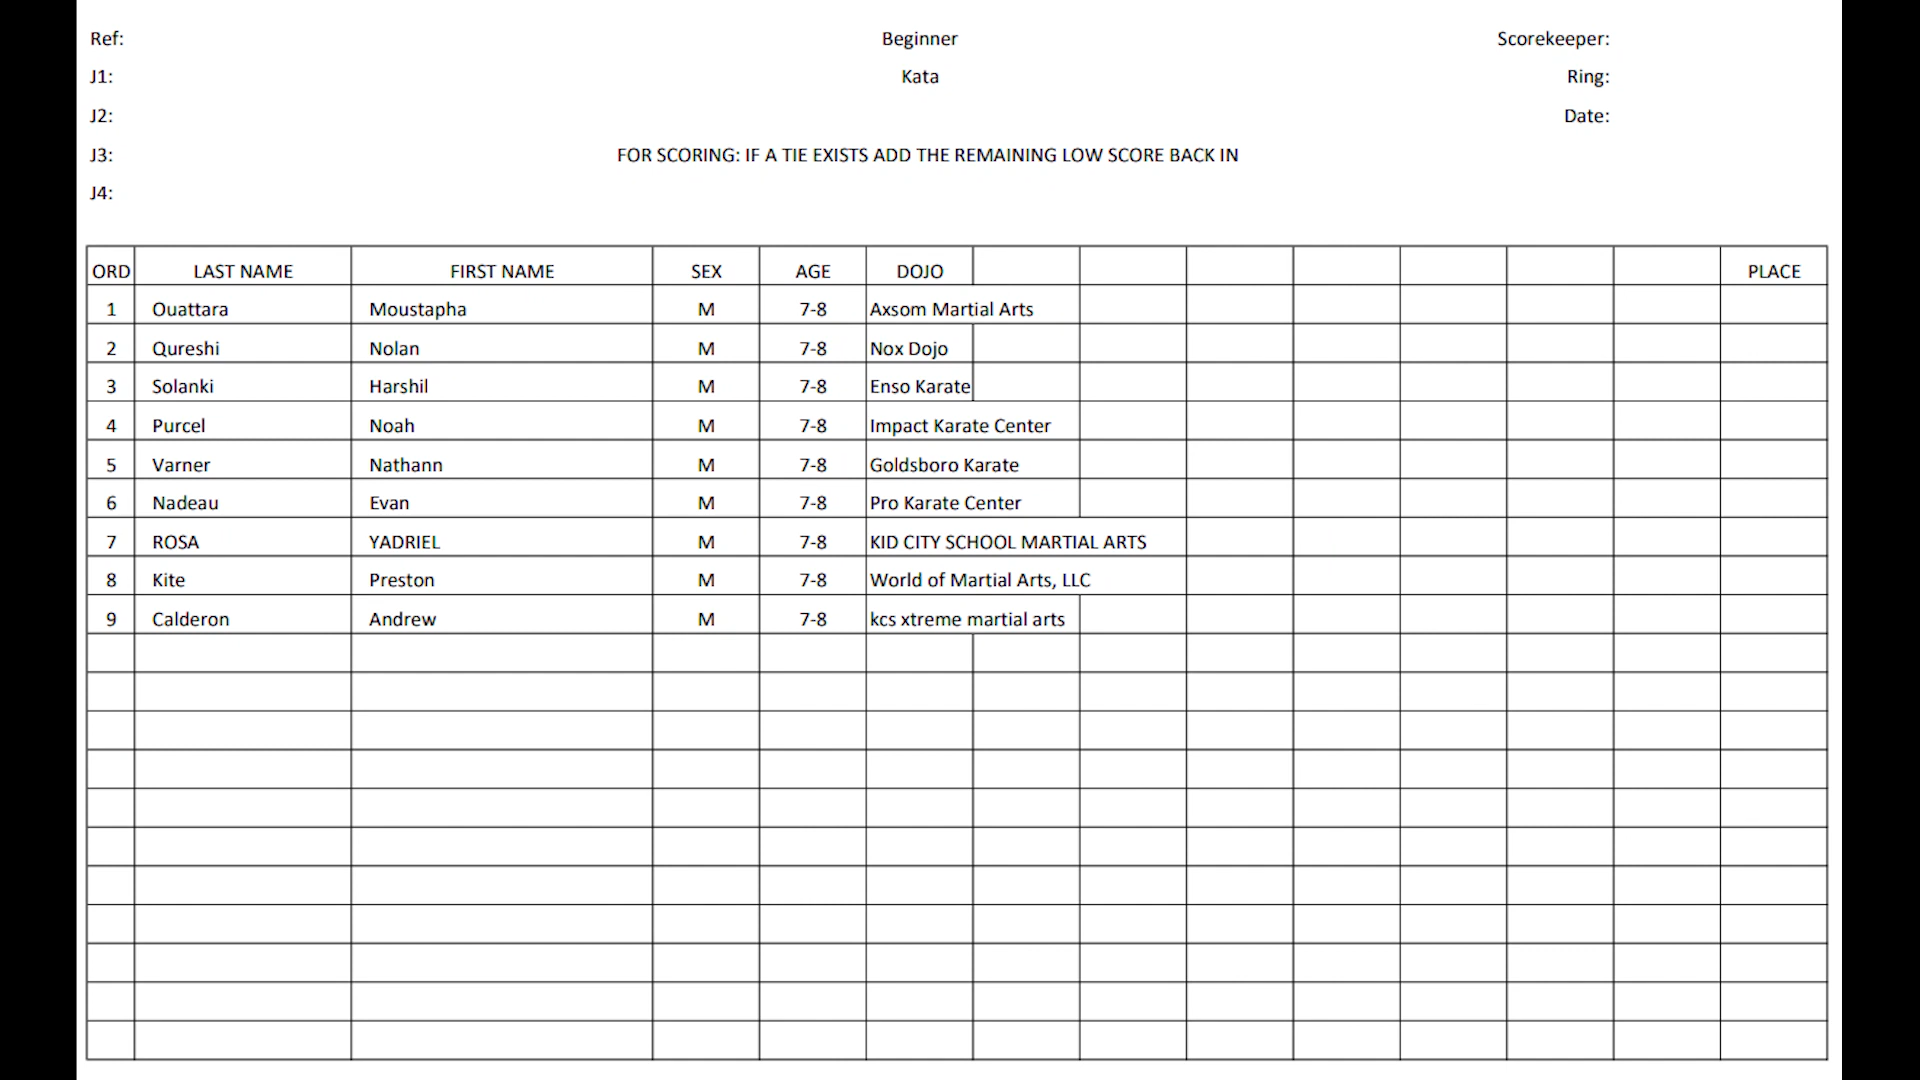 Ref: Beginner Scorekeeper:
J1: Kata Ring:
J2: Date:
J3: FOR SCORING: IF A TIE EXISTS ADD THE REMAINING LOW SCORE BACK IN
J4:
ORD LAST NAME FIRST NAME SEX AGE DOJO PLACE
1 Ouattara Moustapha M 7-8 Axsom Martial Arts
2 Qureshi Nolan M 7-8 Nox Dojo
3 Solanki Harshil M 7-8 Enso Karate
4 Purcel Noah M 7-8 Impact Karate Center
5 Varner Nathann M 7-8 Goldsboro Karate
6 Nadeau Evan M 7-8 Pro Karate Center
7 ROSA YADRIEL M 7-8 KID CITY SCHOOL MARTIAL ARTS
8 Kite Preston M 7-8 World of Martial Arts, LLC
9 Calderon Andrew M 7-8 kcs xtreme martial arts